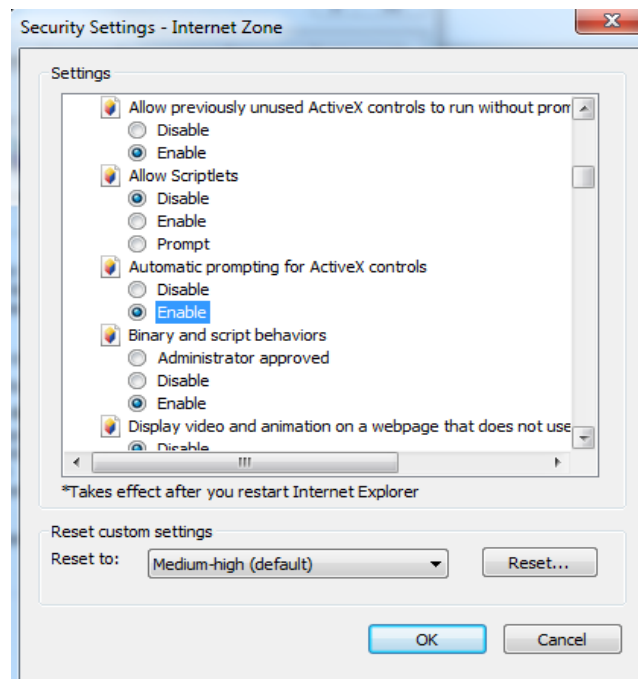 Security Settings - Internet Zone
Settings
Allow previously unused ActiveX controls to run without
Disable
Enable
Allow Scriptlets
Disable
Enable
Prompt
Automatic prompting for ActiveX controls
Disable
Enable
Binary and script behaviors
Administrator approved
Disable
Enable
Display video and animation on a webpage that does not use
Disable
*Takes effect after you restart Internet Explorer
Reset custom settings
Reset to:
Medium-high (default)
Reset...
OK
Cancel